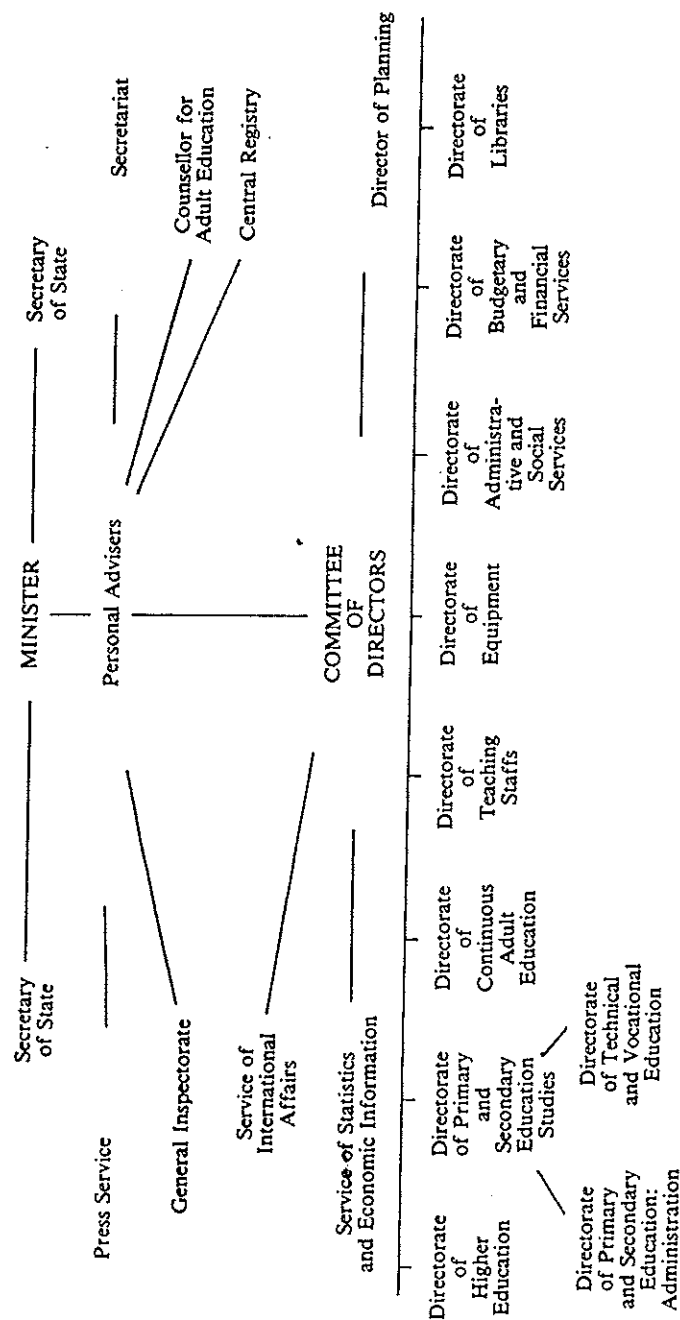 Secretary
of State
MINISTER
Secretary
of State
Press Service
Personal Advisers
Secretariat
General Inspectorate
Counsellor for
Adult Education
Service of
International
Affairs
Central Registry
Service of Statistics
and Economic Information
COMMITTEE
OF
DIRECTORS
Director of Planning
Directorate
of
Higher
Education
Directorate
of Primary
and
Secondary
Education
Studies
Directorate
of
Continuous
Adult
Education
Directorate
of
Teaching
Staffs
Directorate
of
Equipment
Directorate
of
Administra-
tive and
Social
Services
Directorate
of
Budgetary
and
Financial
Services
Directorate
of
Libraries
Directorate
of Primary
and Secondary
Education:
Administration
Directorate
of Technical
and Vocational
Education